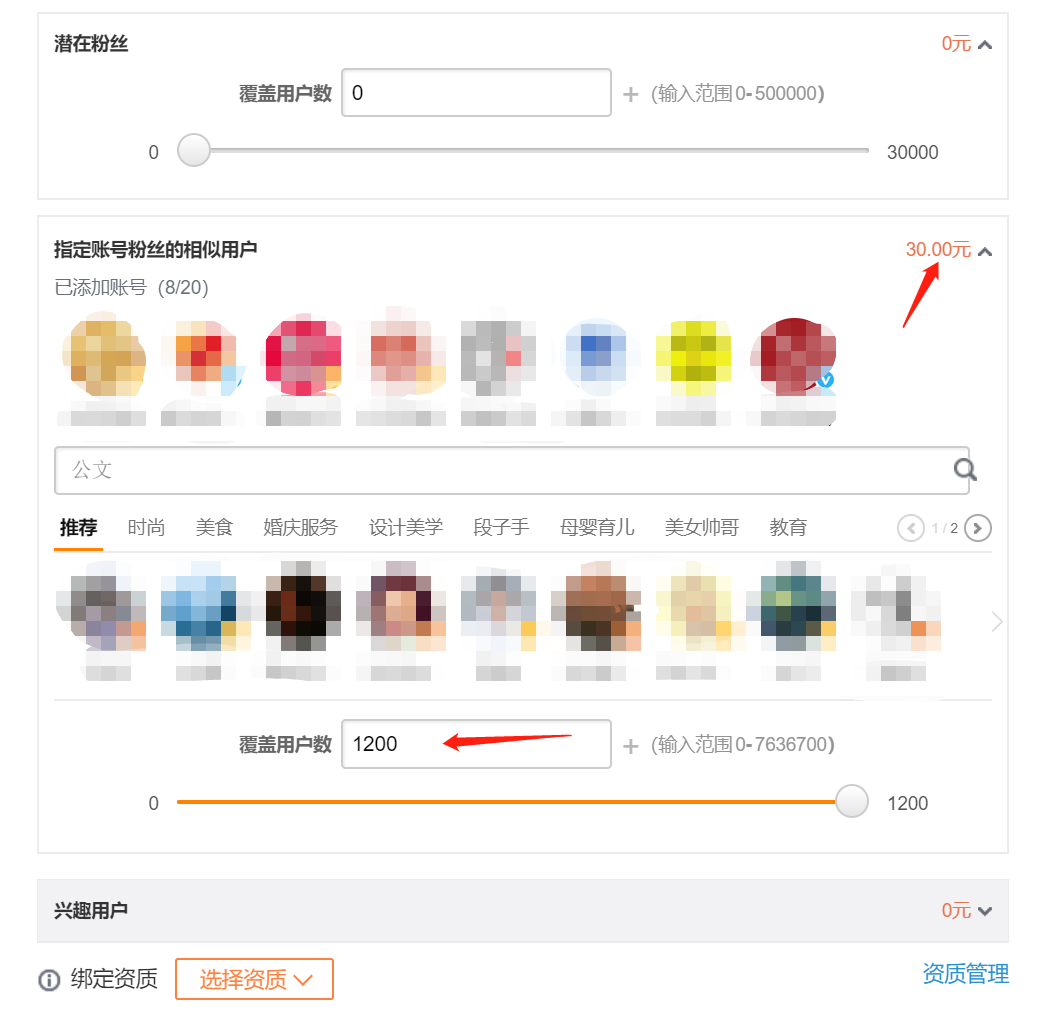 潜在粉丝 0元
覆盖用户数 0 + (输入范围0-500000)
0 30000
指定账号粉丝的相似用户 30.00元
已添加账号 (8/20)
公文
推荐 时尚 美食 婚庆服务 设计美学 段子手 母婴育儿 美女帅哥 教育 1 / 2
覆盖用户数 1200 + (输入范围0-7636700)
0 1200
兴趣用户 0元
绑定资质 选择资质 资质管理